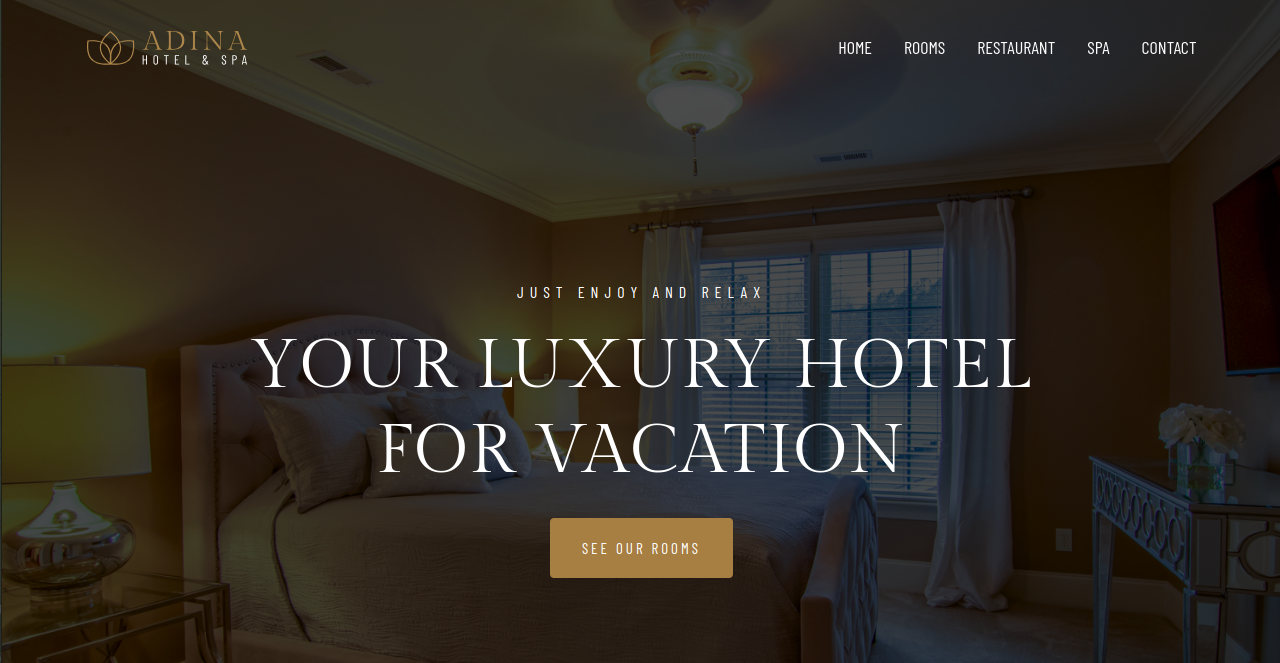 ADINA
HOTEL & SPA
HOME ROOMS RESTAURANT SPA CONTACT
JUST ENJOY AND RELAX
YOUR LUXURY HOTEL
FOR VACATION
SEE OUR ROOMS